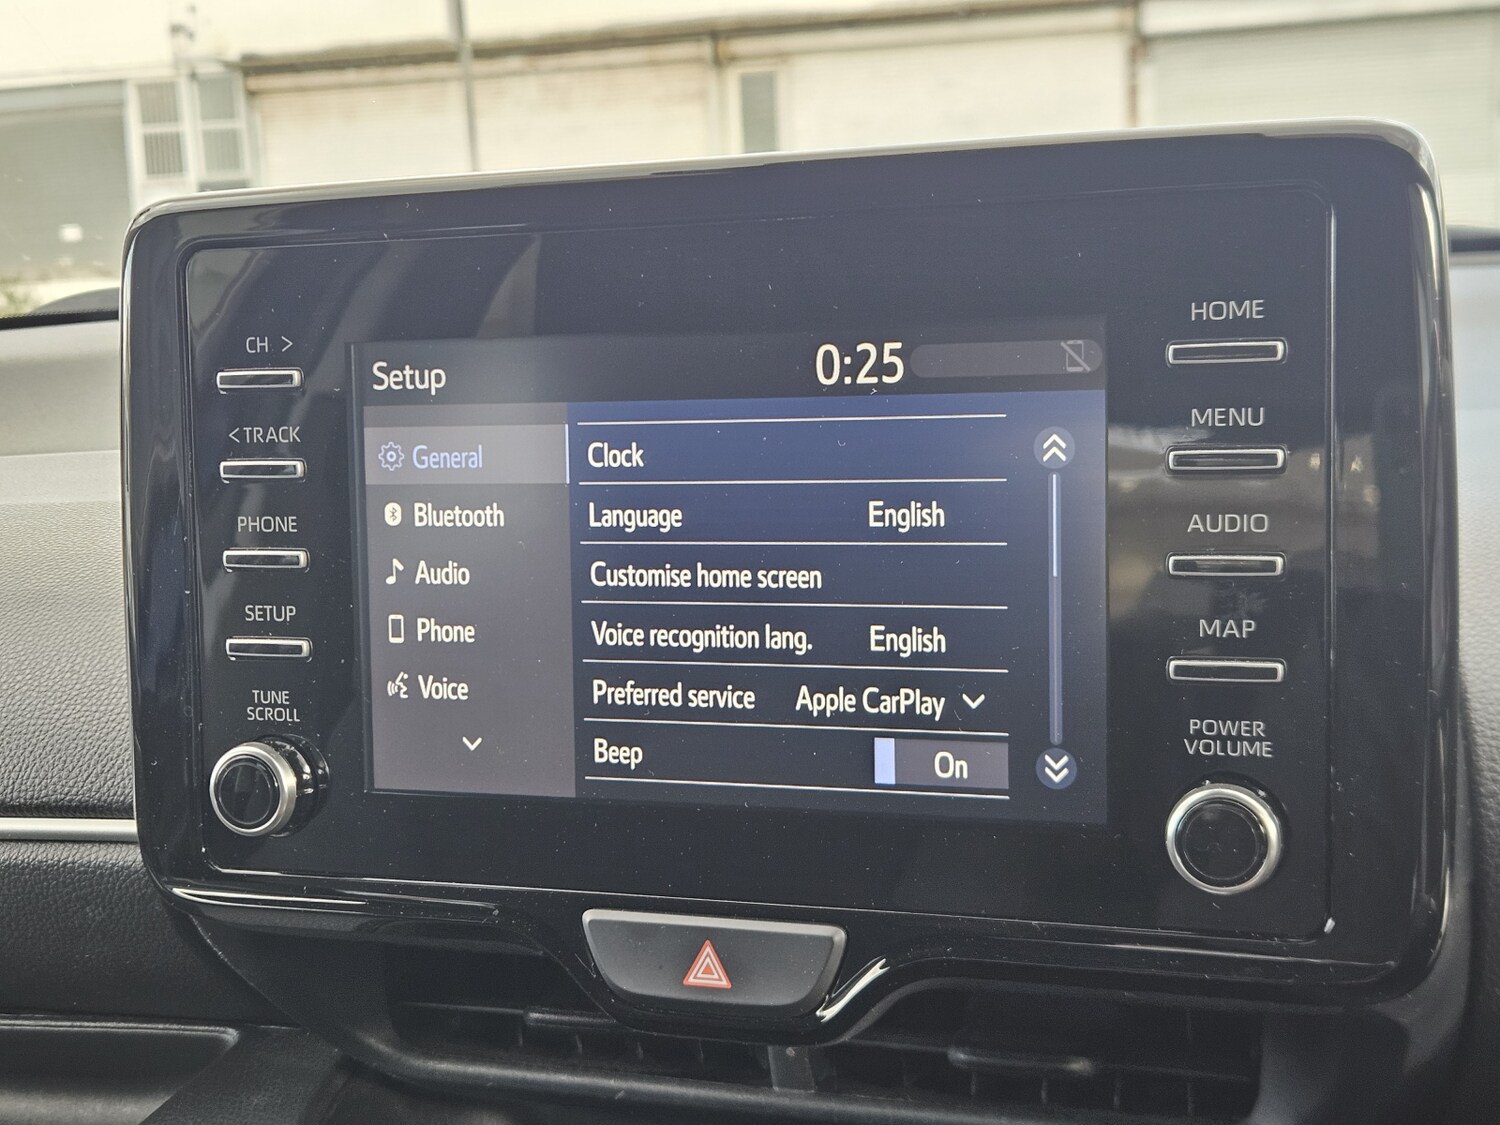 CH >
< TRACK
PHONE
SETUP
TUNE
SCROLL
Setup
0:25
General
Bluetooth
Audio
Phone
Voice
Clock
Language English
Customise home screen
Voice recognition lang. English
Preferred service Apple CarPlay
Beep On
HOME
MENU
AUDIO
MAP
POWER
VOLUME